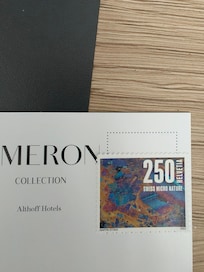 MERON
COLLECTION
Althoff Hotels
250
HELVETIA
SWISS MICRO NATURE